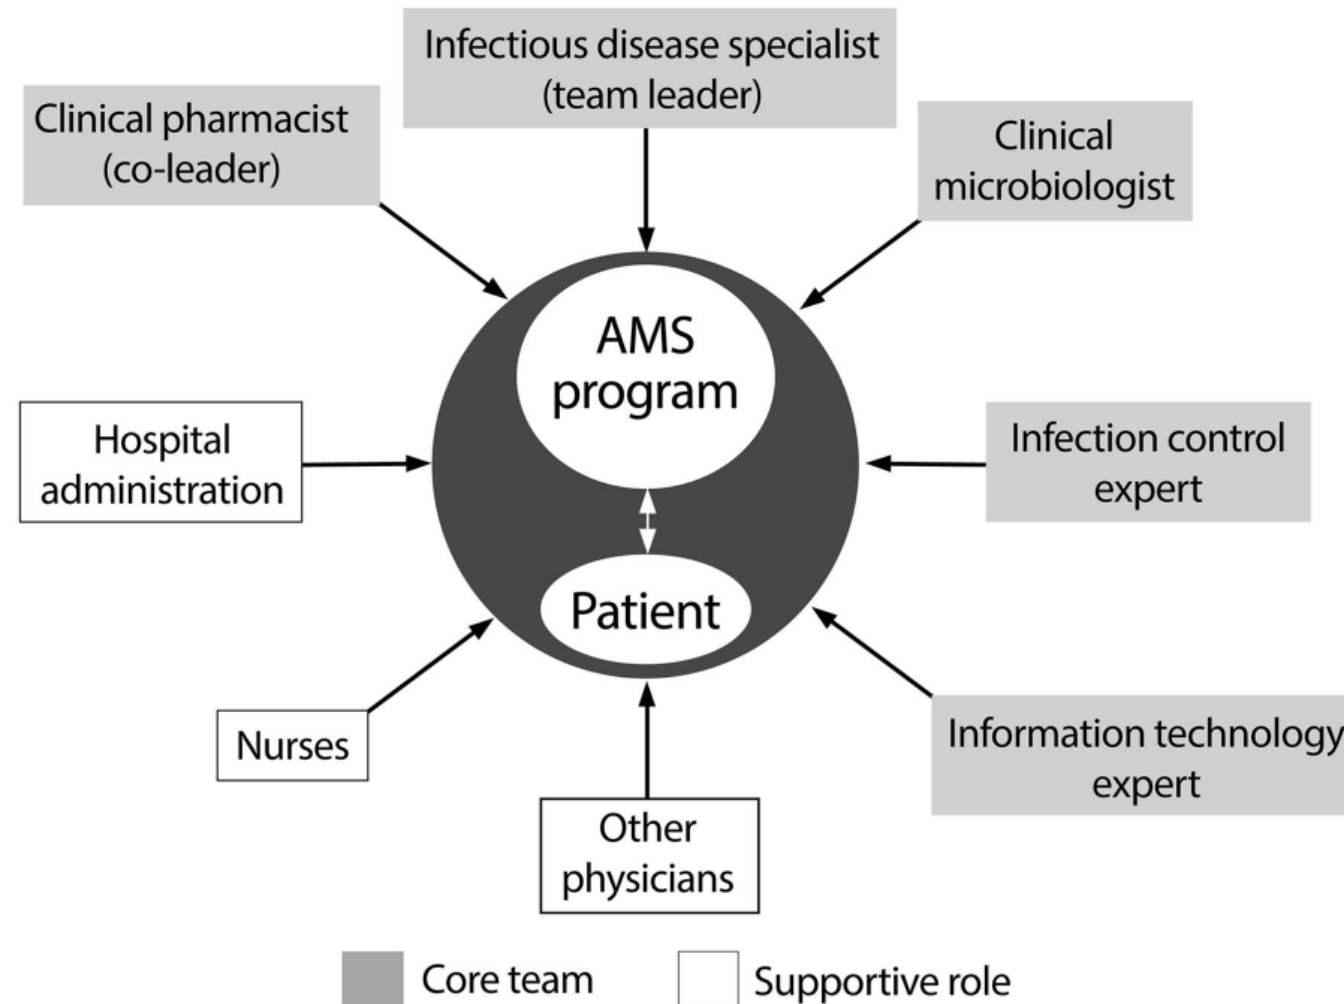 Infectious disease specialist
(team leader)
Clinical pharmacist
(co-leader)
Clinical
microbiologist
AMS
program
Hospital
administration
Infection control
expert
Patient
Nurses
Information technology
expert
Other
physicians
Core team
Supportive role